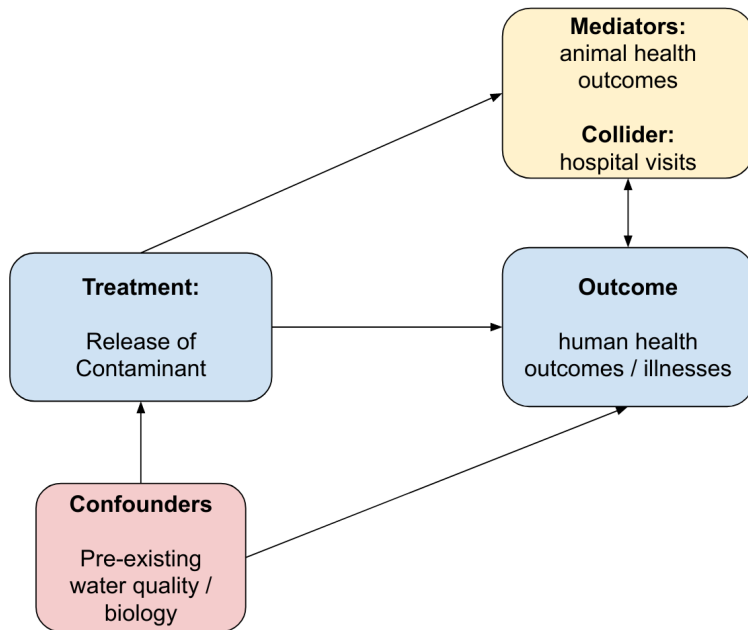 Mediators:
animal health
outcomes
Collider:
hospital visits
Treatment:
Release of
Contaminant
Outcome
human health
outcomes / illnesses
Confounders
Pre-existing
water quality /
biology